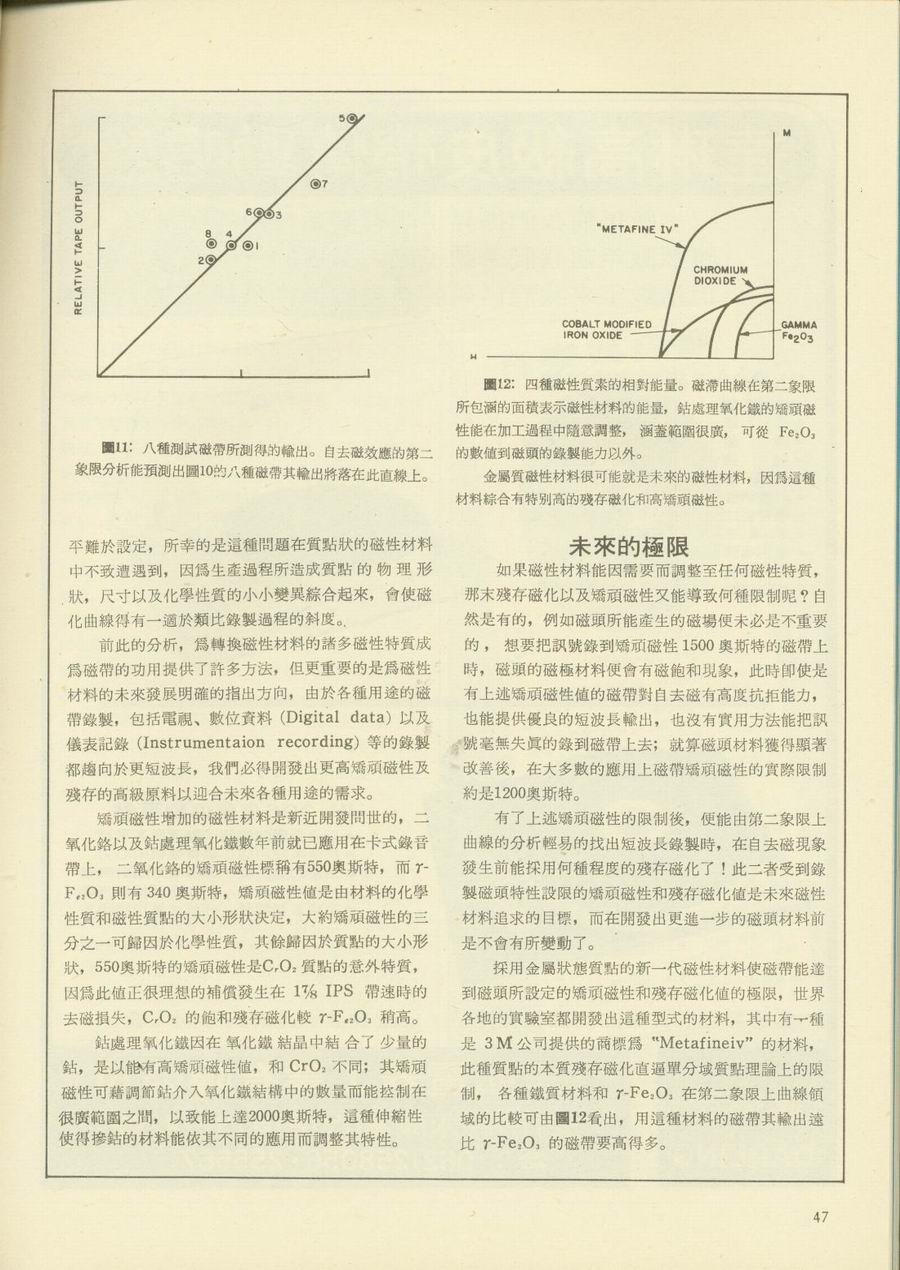 RELATIVE TAPE OUTPUT
5
7
6
3
8
4
1
2
圖11：八種測試磁帶所測得的輸出。自去磁效應的第二
象限分析能預測出圖10的八種磁帶其輸出將落在此直線上。
M
"METAFINE IV"
CHROMIUM
DIOXIDE
COBALT MODIFIED
IRON OXIDE
GAMMA
Fe₂O₃
H
圖12：四種磁性質素的相對能量。磁滯曲線在第二象限
所包涵的面積表示磁性材料的能量，鈷處理氧化鐵的矯頑磁
性能在加工過程中隨意調整，涵蓋範圍很廣，可從 Fe₂O₃
的數值到磁頭的錄製能力以外。
金屬質磁性材料很可能就是未來的磁性材料，因爲這種
材料綜合有特別高的殘存磁化和高矯頑磁性。
平難於設定，所幸的是這種問題在質點狀的磁性材料
中不致遭遇到，因爲生產過程所造成質點的物理形
狀，尺寸以及化學性質的小小變異綜合起來，會使磁
化曲線得有一適於類比錄製過程的斜度。
前此的分析，爲轉換磁性材料的諸多磁性特質成
爲磁帶的功用提供了許多方法，但更重要的是爲磁性
材料的未來發展明確的指出方向，由於各種用途的磁
帶錄製，包括電視、數位資料 (Digital data) 以及
儀表記錄 (Instrumentaion recording) 等的錄製
都趨向於更短波長，我們必得開發出更高矯頑磁性及
殘存的高級原料以迎合未來各種用途的需求。
矯頑磁性增加的磁性材料是新近開發問世的，二
氧化鉻以及鈷處理氧化鐵數年前就已應用在卡式錄音
帶上，二氧化鉻的矯頑磁性標稱有550奧斯特，而 γ-
Fₑ₂O₃ 則有 340 奧斯特，矯頑磁性值是由材料的化學
性質和磁性質點的大小形狀決定，大約矯頑磁性的三
分之一可歸因於化學性質，其餘歸因於質點的大小形
狀，550奧斯特的矯頑磁性是CᵣO₂ 質點的意外特質，
因爲此值正很理想的補償發生在 1⅞ IPS 帶速時的
去磁損失，CᵣO₂ 的飽和殘存磁化較 γ-Fₑ₂O₃ 稍高。
鈷處理氧化鐵因在氧化鐵結晶中結合了少量的
鈷，是以能有高矯頑磁性值，和 CrO₂ 不同；其矯頑
磁性可藉調節鈷介入氧化鐵結構中的數量而能控制在
很廣範圍之間，以致能上達2000奧斯特，這種伸縮性
使得摻鈷的材料能依其不同的應用而調整其特性。
未來的極限
如果磁性材料能因需要而調整至任何磁性特質，
那末殘存磁化以及矯頑磁性又能導致何種限制呢？自
然是有的，例如磁頭所能產生的磁場便未必是不重要
的，想要把訊號錄到矯頑磁性 1500 奧斯特的磁帶上
時，磁頭的磁極材料便會有磁飽和現象，此時卽使是
有上述矯頑磁性值的磁帶對自去磁有高度抗拒能力，
也能提供優良的短波長輸出，也沒有實用方法能把訊
號毫無失眞的錄到磁帶上去；就算磁頭材料獲得顯著
改善後，在大多數的應用上磁帶矯頑磁性的實際限制
約是1200奧斯特。
有了上述矯頑磁性的限制後，便能由第二象限上
曲線的分析輕易的找出短波長錄製時，在自去磁現象
發生前能採用何種程度的殘存磁化了！此二者受到錄
製磁頭特性設限的矯頑磁性和殘存磁化值是未來磁性
材料追求的目標，而在開發出更進一步的磁頭材料前
是不會有所變動了。
採用金屬狀態質點的新一代磁性材料使磁帶能達
到磁頭所設定的矯頑磁性和殘存磁化值的極限，世界
各地的實驗室都開發出這種型式的材料，其中有一種
是 3M 公司提供的商標爲 "Metafineiv" 的材料，
此種質點的本質殘存磁化直逼單分域質點理論上的限
制，各種鐵質材料和 γ-Fe₂O₃ 在第二象限上曲線領
域的比較可由圖12看出，用這種材料的磁帶其輸出遠
比 γ-Fe₂O₃ 的磁帶要高得多。
47